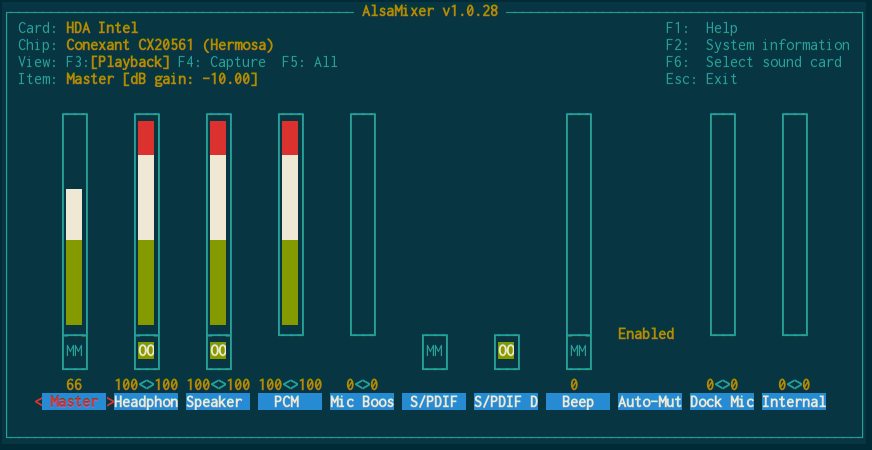 AlsaMixer v1.0.28
Card: HDA Intel F1: Help
Chip: Conexant CX20561 (Hermosa) F2: System information
View: F3:[Playback] F4: Capture F5: All F6: Select sound card
Item: Master [dB gain: -10.00] Esc: Exit
Enabled
MM OO OO MM OO MM
66 100<>100 100<>100 100<>100 0<>0 0 0<>0 0<>0
< Master >Headphon Speaker PCM Mic Boos S/PDIF S/PDIF D Beep Auto-Mut Dock Mic Internal